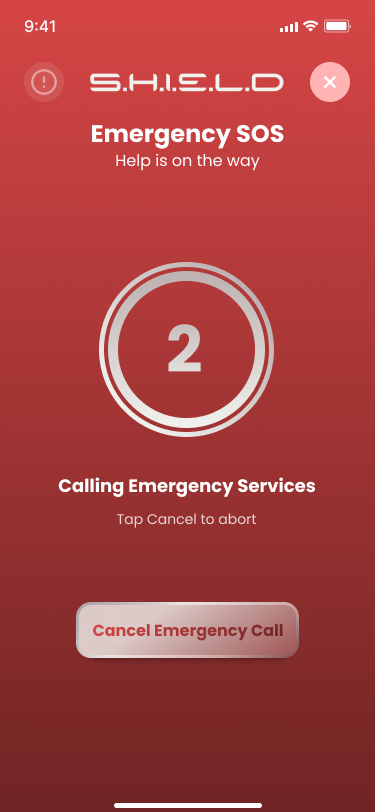 9:41
S.H.I.E.L.D
Emergency SOS
Help is on the way
2
Calling Emergency Services
Tap Cancel to abort
Cancel Emergency Call